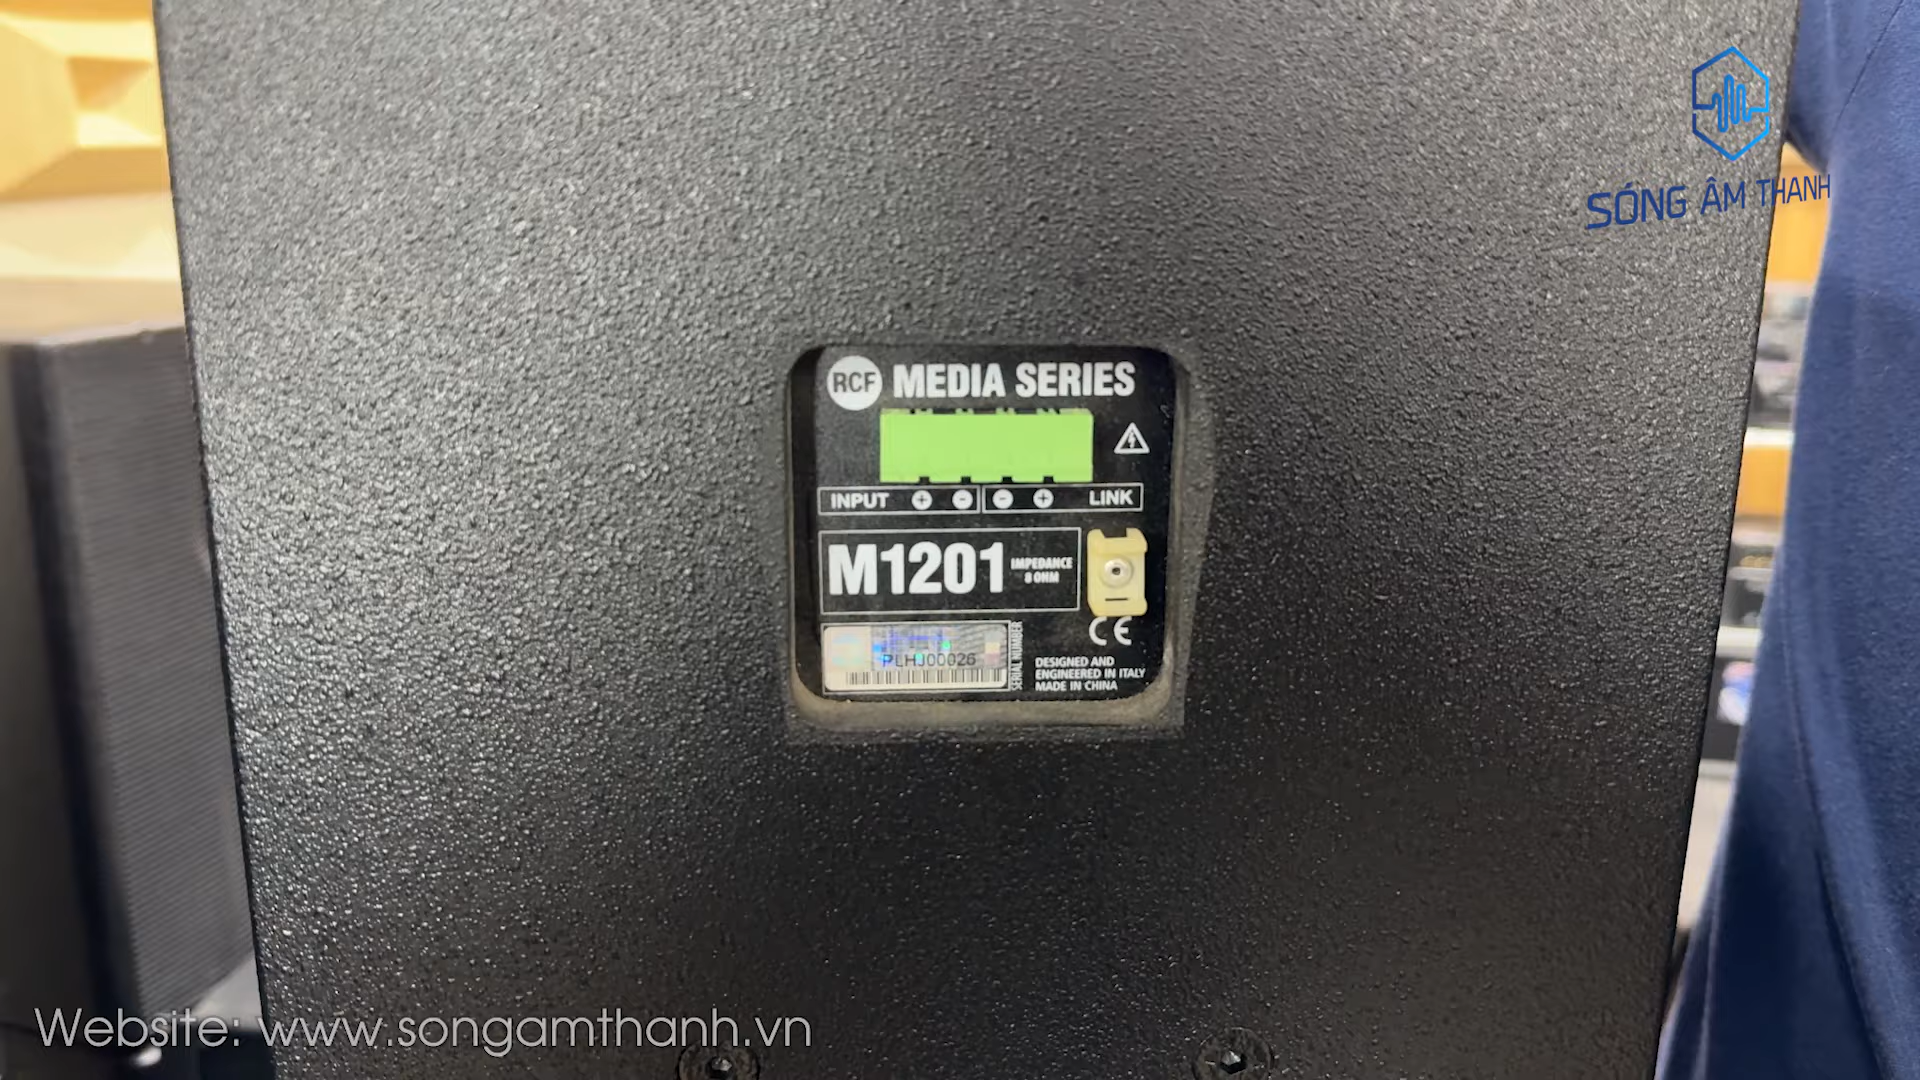 SÓNG ÂM THANH
RCF MEDIA SERIES
INPUT + - - + LINK
M1201 IMPEDANCE
8 OHM
CE
PLHJ00026
SERIAL NUMBER
DESIGNED AND
ENGINEERED IN ITALY
MADE IN CHINA
Website: www.songamthanh.vn